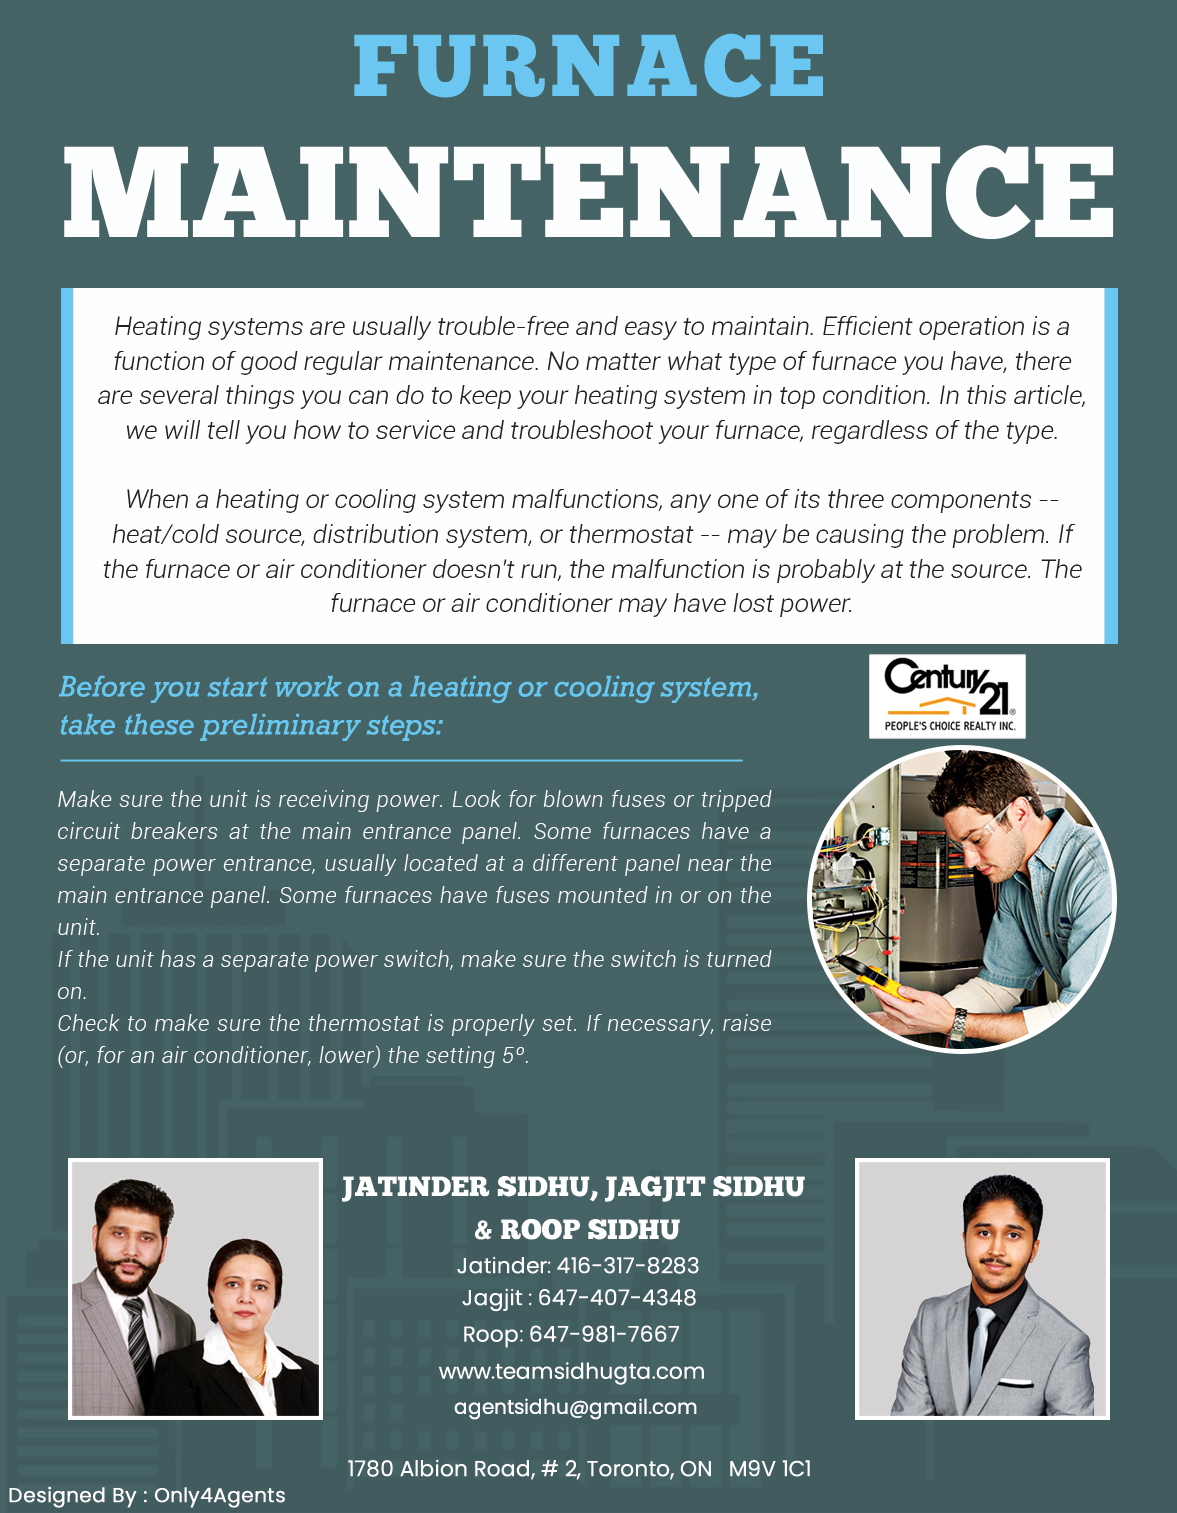 FURNACE
MAINTENANCE
Heating systems are usually trouble-free and easy to maintain. Efficient operation is a
function of good regular maintenance. No matter what type of furnace you have, there
are several things you can do to keep your heating system in top condition. In this article,
we will tell you how to service and troubleshoot your furnace, regardless of the type.
When a heating or cooling system malfunctions, any one of its three components --
heat/cold source, distribution system, or thermostat -- may be causing the problem. If
the furnace or air conditioner doesn't run, the malfunction is probably at the source. The
furnace or air conditioner may have lost power.
Before you start work on a heating or cooling system,
take these preliminary steps:
Century 21®
PEOPLE'S CHOICE REALTY INC.
Make sure the unit is receiving power. Look for blown fuses or tripped
circuit breakers at the main entrance panel. Some furnaces have a
separate power entrance, usually located at a different panel near the
main entrance panel. Some furnaces have fuses mounted in or on the
unit.
If the unit has a separate power switch, make sure the switch is turned
on.
Check to make sure the thermostat is properly set. If necessary, raise
(or, for an air conditioner, lower) the setting 5º.
JATINDER SIDHU, JAGJIT SIDHU
& ROOP SIDHU
Jatinder: 416-317-8283
Jagjit : 647-407-4348
Roop: 647-981-7667
www.teamsidhugta.com
agentsidhu@gmail.com
1780 Albion Road, # 2, Toronto, ON M9V 1C1
Designed By : Only4Agents